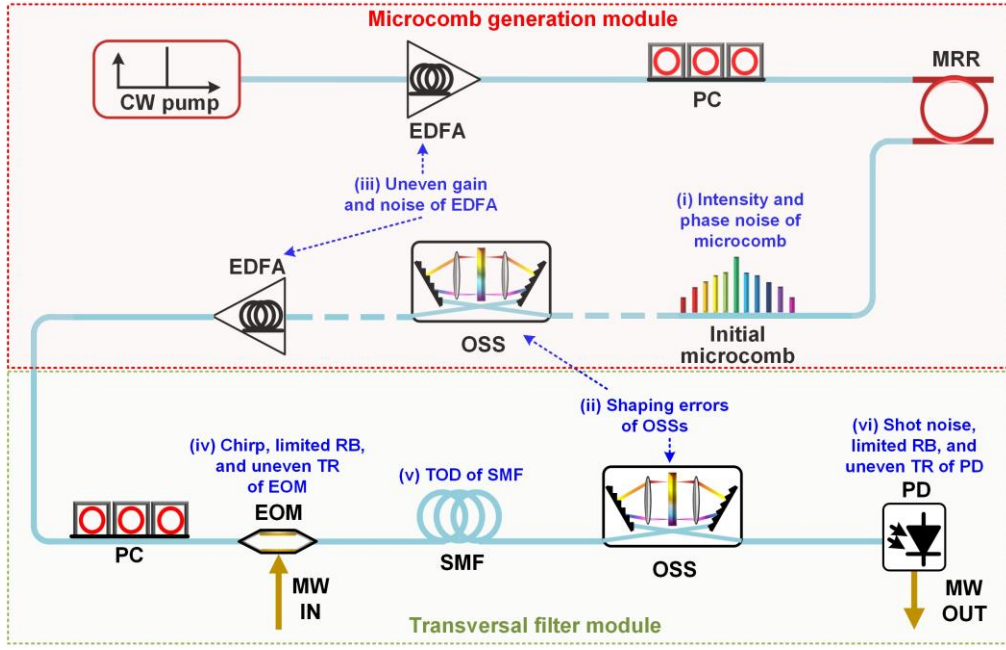 Microcomb generation module
CW pump
EDFA
PC
MRR
(iii) Uneven gain
and noise of EDFA
(i) Intensity and
phase noise of
microcomb
EDFA
OSS
Initial
microcomb
(ii) Shaping errors
of OSSs
(iv) Chirp, limited RB,
and uneven TR
of EOM
(v) TOD of SMF
(vi) Shot noise,
limited RB, and
uneven TR of PD
PC
EOM
SMF
OSS
PD
MW
IN
MW
OUT
Transversal filter module